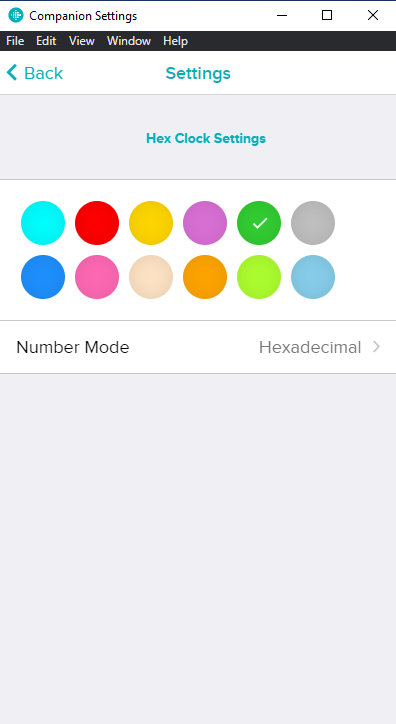 Companion Settings
File Edit View Window Help
Back Settings
Hex Clock Settings
Number Mode Hexadecimal